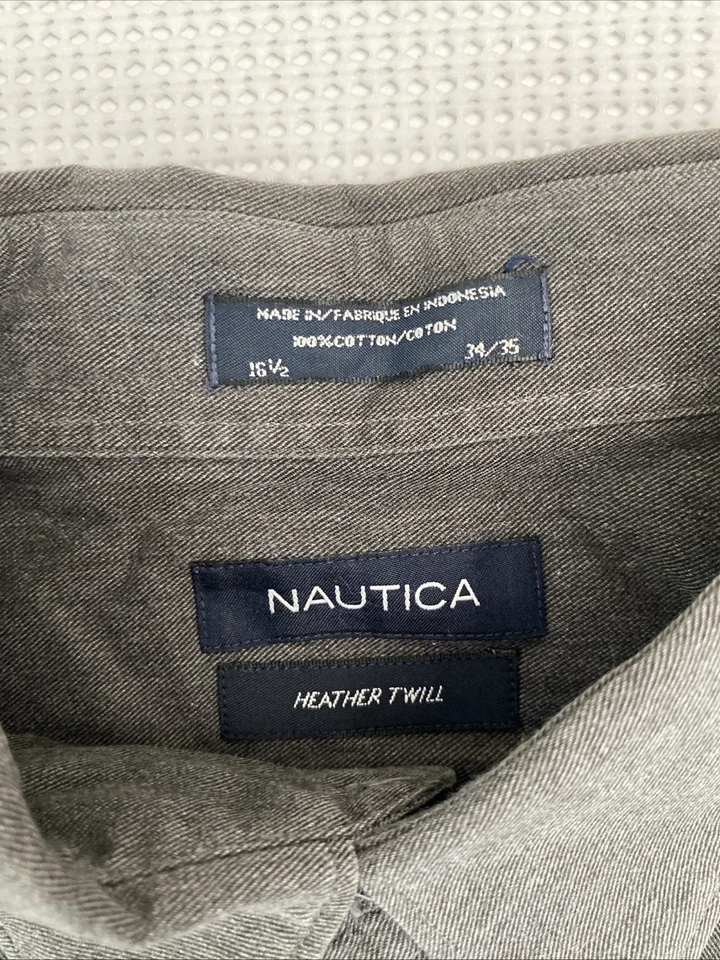 MADE IN/FABRIQUE EN INDONESIA
100%COTTON/COTON
16½ 34/35
NAUTICA
HEATHER TWILL